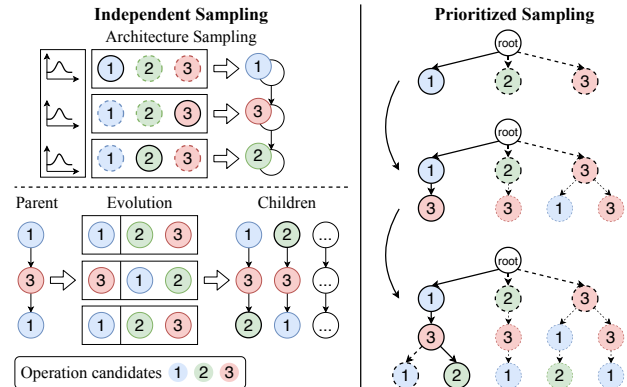 Independent Sampling
Architecture Sampling
1 2 3 1
1 2 3 3
1 2 3 2
Parent Evolution Children
1 1 2 3 1 2 ...
3 3 1 2 3 3 ...
1 1 2 3 2 1 ...
Operation candidates 1 2 3
Prioritized Sampling
root
1 2 3
root
1 2 3
3 3 1 3
root
1 2 3
3 3 1 3
1 2 1 2 1